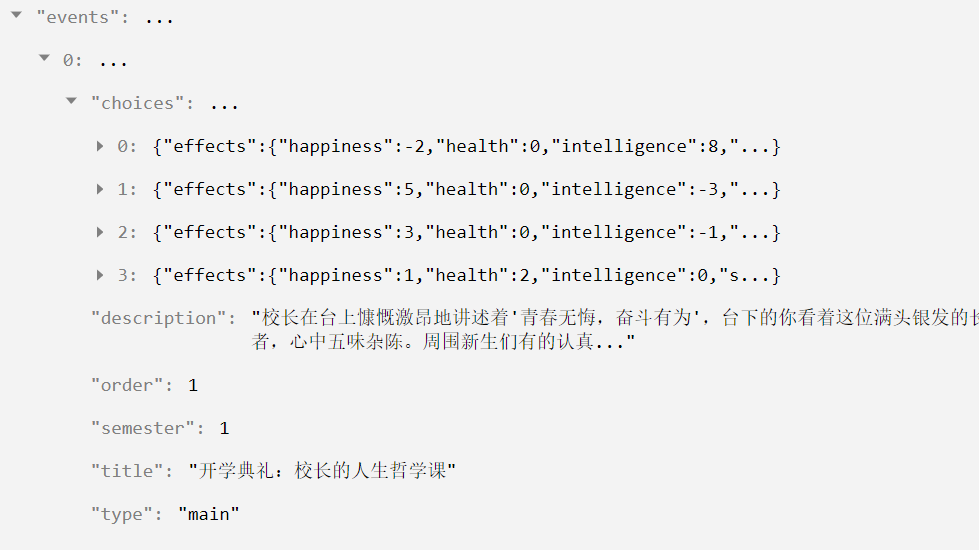 "events": ...
0: ...
"choices": ...
0: {"effects":{"happiness":-2,"health":0,"intelligence":8,"...}
1: {"effects":{"happiness":5,"health":0,"intelligence":-3,"...}
2: {"effects":{"happiness":3,"health":0,"intelligence":-1,"...}
3: {"effects":{"happiness":1,"health":2,"intelligence":0,"s...}
"description": "校长在台上慷慨激昂地讲述着'青春无悔，奋斗有为'，台下的你看着这位满头银发的长
者，心中五味杂陈。周围新生们有的认真..."
"order": 1
"semester": 1
"title": "开学典礼：校长的人生哲学课"
"type": "main"